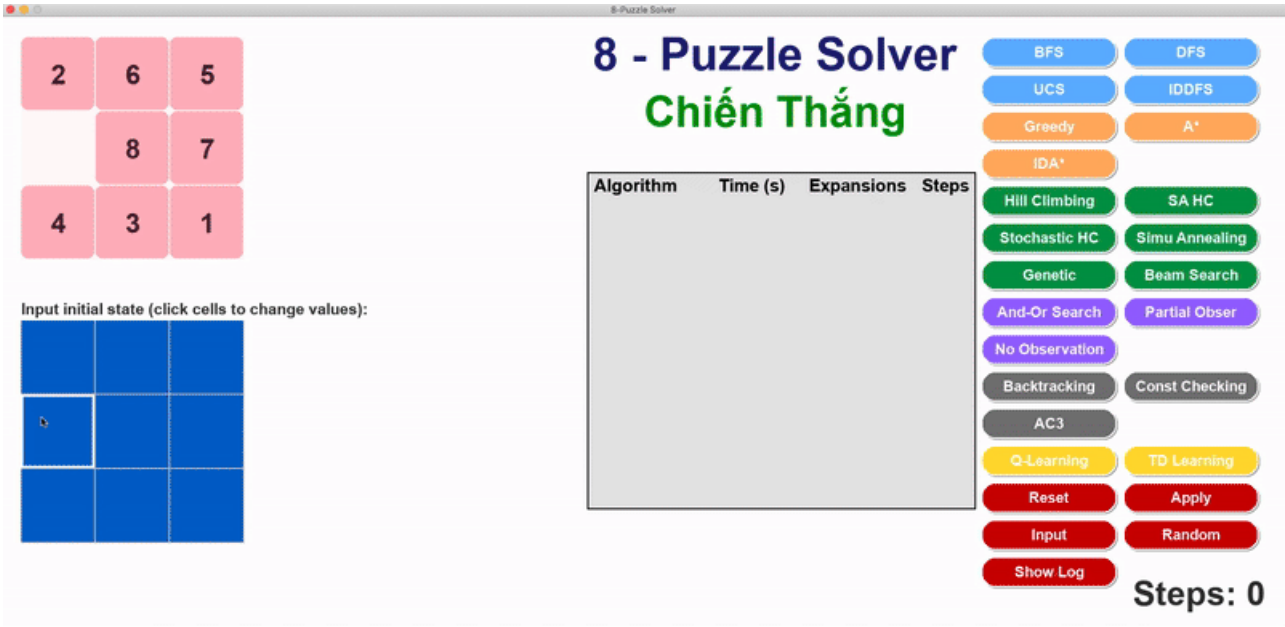 8-Puzzle Solver
2 6 5
8 7
4 3 1
Input initial state (click cells to change values):
8 - Puzzle Solver
Chiến Thắng
Algorithm Time (s) Expansions Steps
BFS DFS
UCS IDDFS
Greedy A*
IDA*
Hill Climbing SA HC
Stochastic HC Simu Annealing
Genetic Beam Search
And-Or Search Partial Obser
No Observation
Backtracking Const Checking
AC3
Q-Learning TD Learning
Reset Apply
Input Random
Show Log
Steps: 0